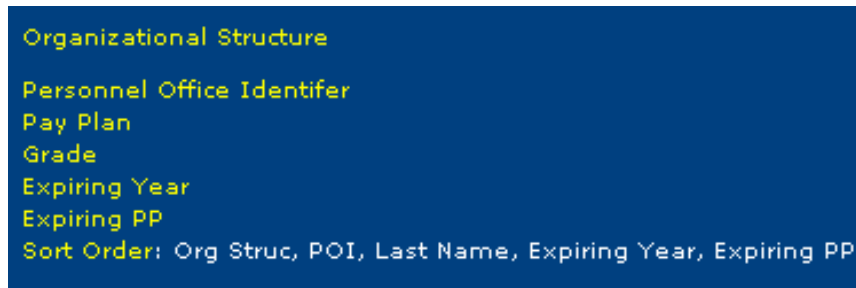 Organizational Structure
Personnel Office Identifer
Pay Plan
Grade
Expiring Year
Expiring PP
Sort Order: Org Struc, POI, Last Name, Expiring Year, Expiring PP